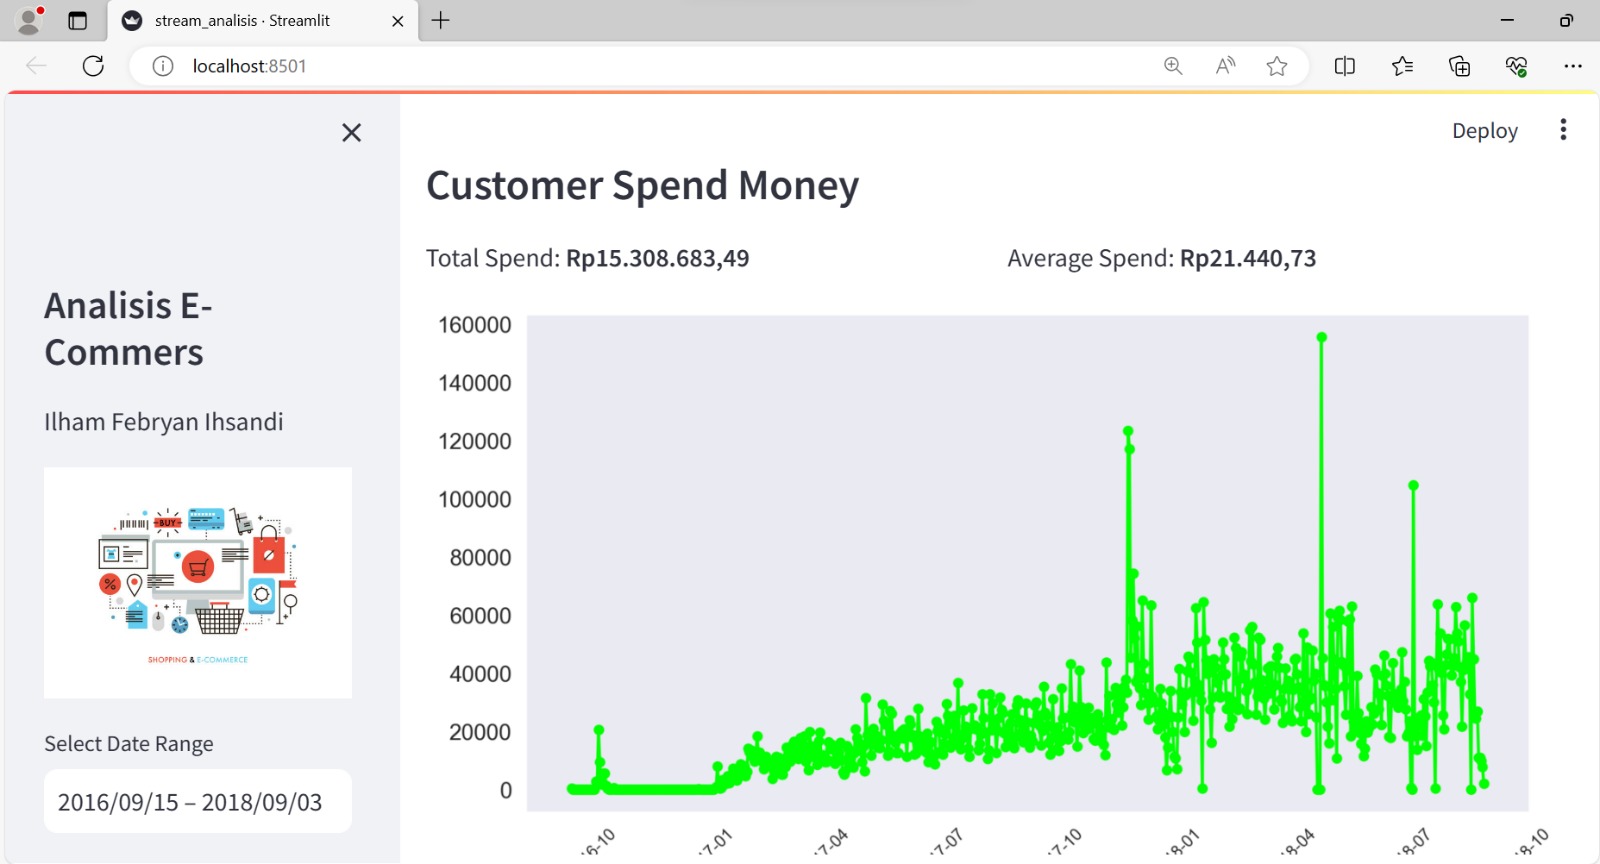 stream_analisis · Streamlit
localhost:8501
Deploy
Customer Spend Money
Total Spend: Rp15.308.683,49
Average Spend: Rp21.440,73
Analisis E-
Commers
Ilham Febryan Ihsandi
BUY
%
SHOPPING & E-COMMERCE
Select Date Range
2016/09/15 – 2018/09/03
160000
140000
120000
100000
80000
60000
40000
20000
0
6-10
7-01
7-04
7-07
7-10
8-01
8-04
8-07
8-10